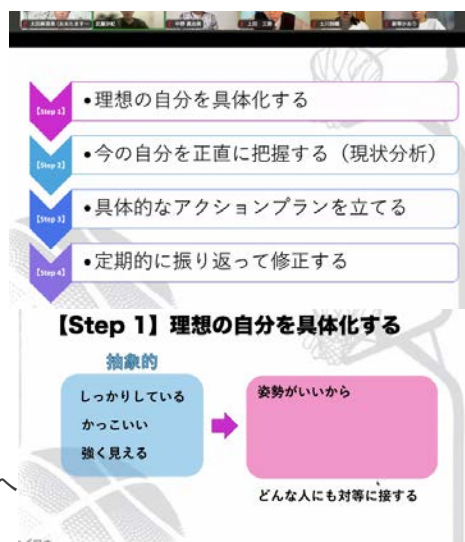 【Step 1】
•理想の自分を具体化する
【Step 2】
•今の自分を正直に把握する（現状分析）
【Step 3】
•具体的なアクションプランを立てる
【Step 4】
•定期的に振り返って修正する
【Step 1】理想の自分を具体化する
抽象的
しっかりしている
かっこいい
強く見える
姿勢がいいから
どんな人にも対等に接する
へ